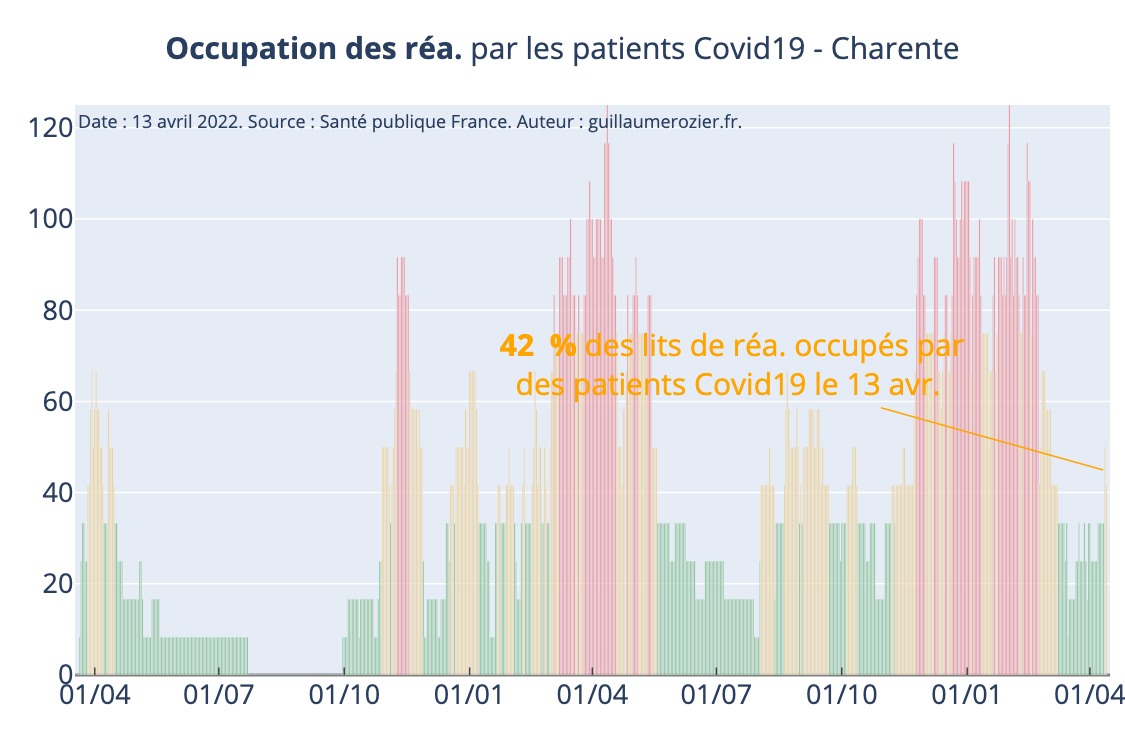 Occupation des réa. par les patients Covid19 - Charente
Date : 13 avril 2022. Source : Santé publique France. Auteur : guillaumerozier.fr.
120
100
80
60
40
20
0
42 % des lits de réa. occupés par
des patients Covid19 le 13 avr.
01/04 01/07 01/10 01/01 01/04 01/07 01/10 01/01 01/04